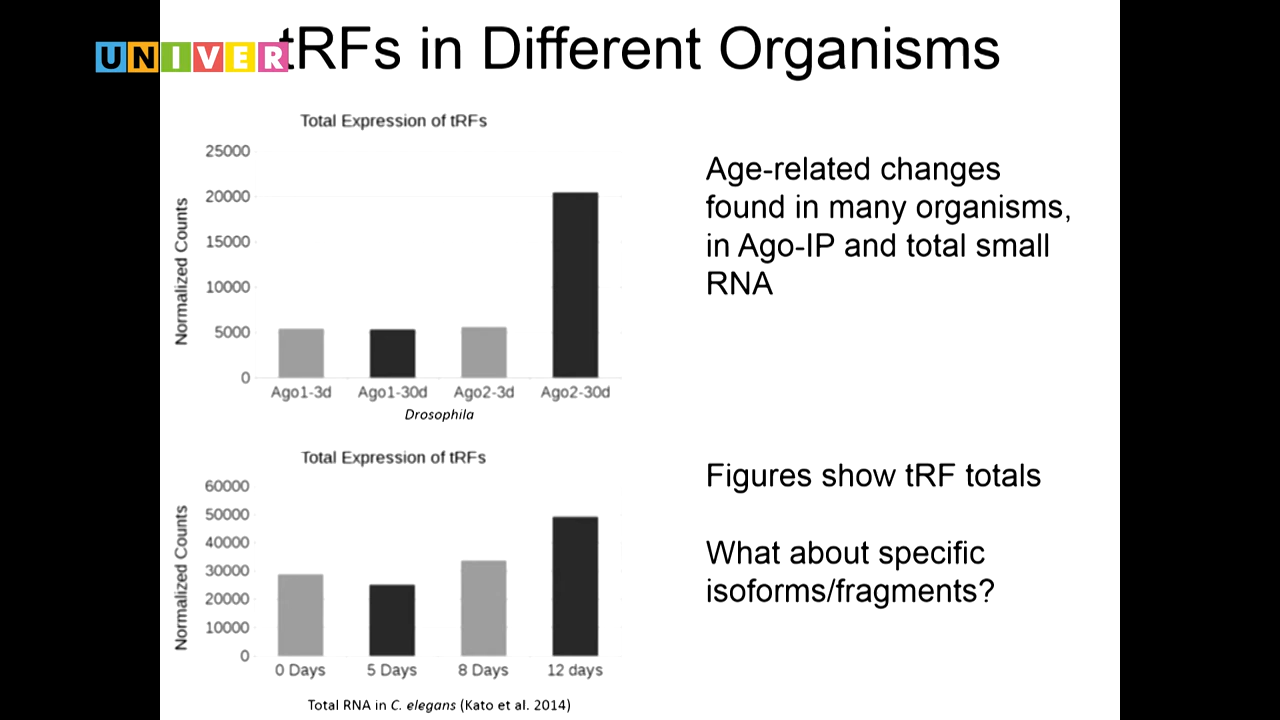 UNIVER
tRFs in Different Organisms
Total Expression of tRFs
25000
20000
15000
10000
5000
0
Normalized Counts
Ago1-3d Ago1-30d Ago2-3d Ago2-30d
Drosophila
Age-related changes
found in many organisms,
in Ago-IP and total small
RNA
Total Expression of tRFs
60000
50000
40000
30000
20000
10000
0
Normalized Counts
0 Days 5 Days 8 Days 12 days
Total RNA in C. elegans (Kato et al. 2014)
Figures show tRF totals
What about specific
isoforms/fragments?